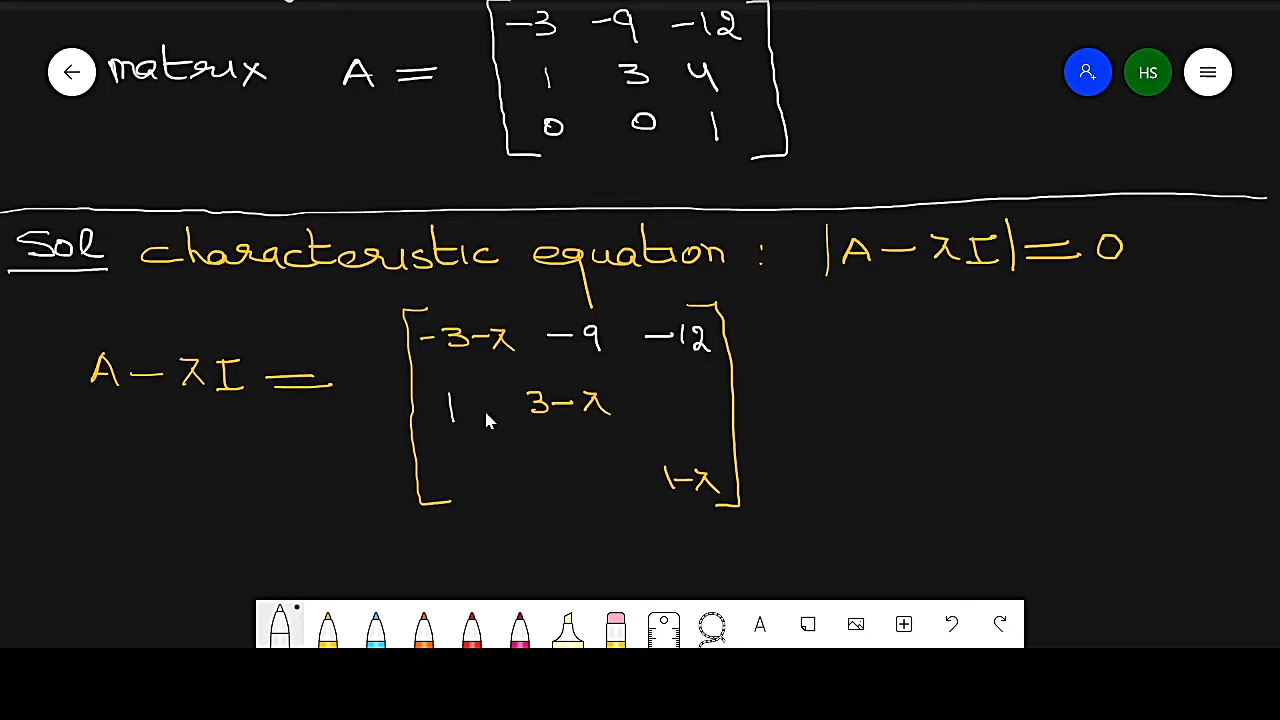 -3 -9 -12
matrix A = 1 3 4
0 0 1
HS
Sol characteristic equation : |A - λI| = 0
-3-λ -9 -12
A - λI =
1 3-λ
1-λ
A